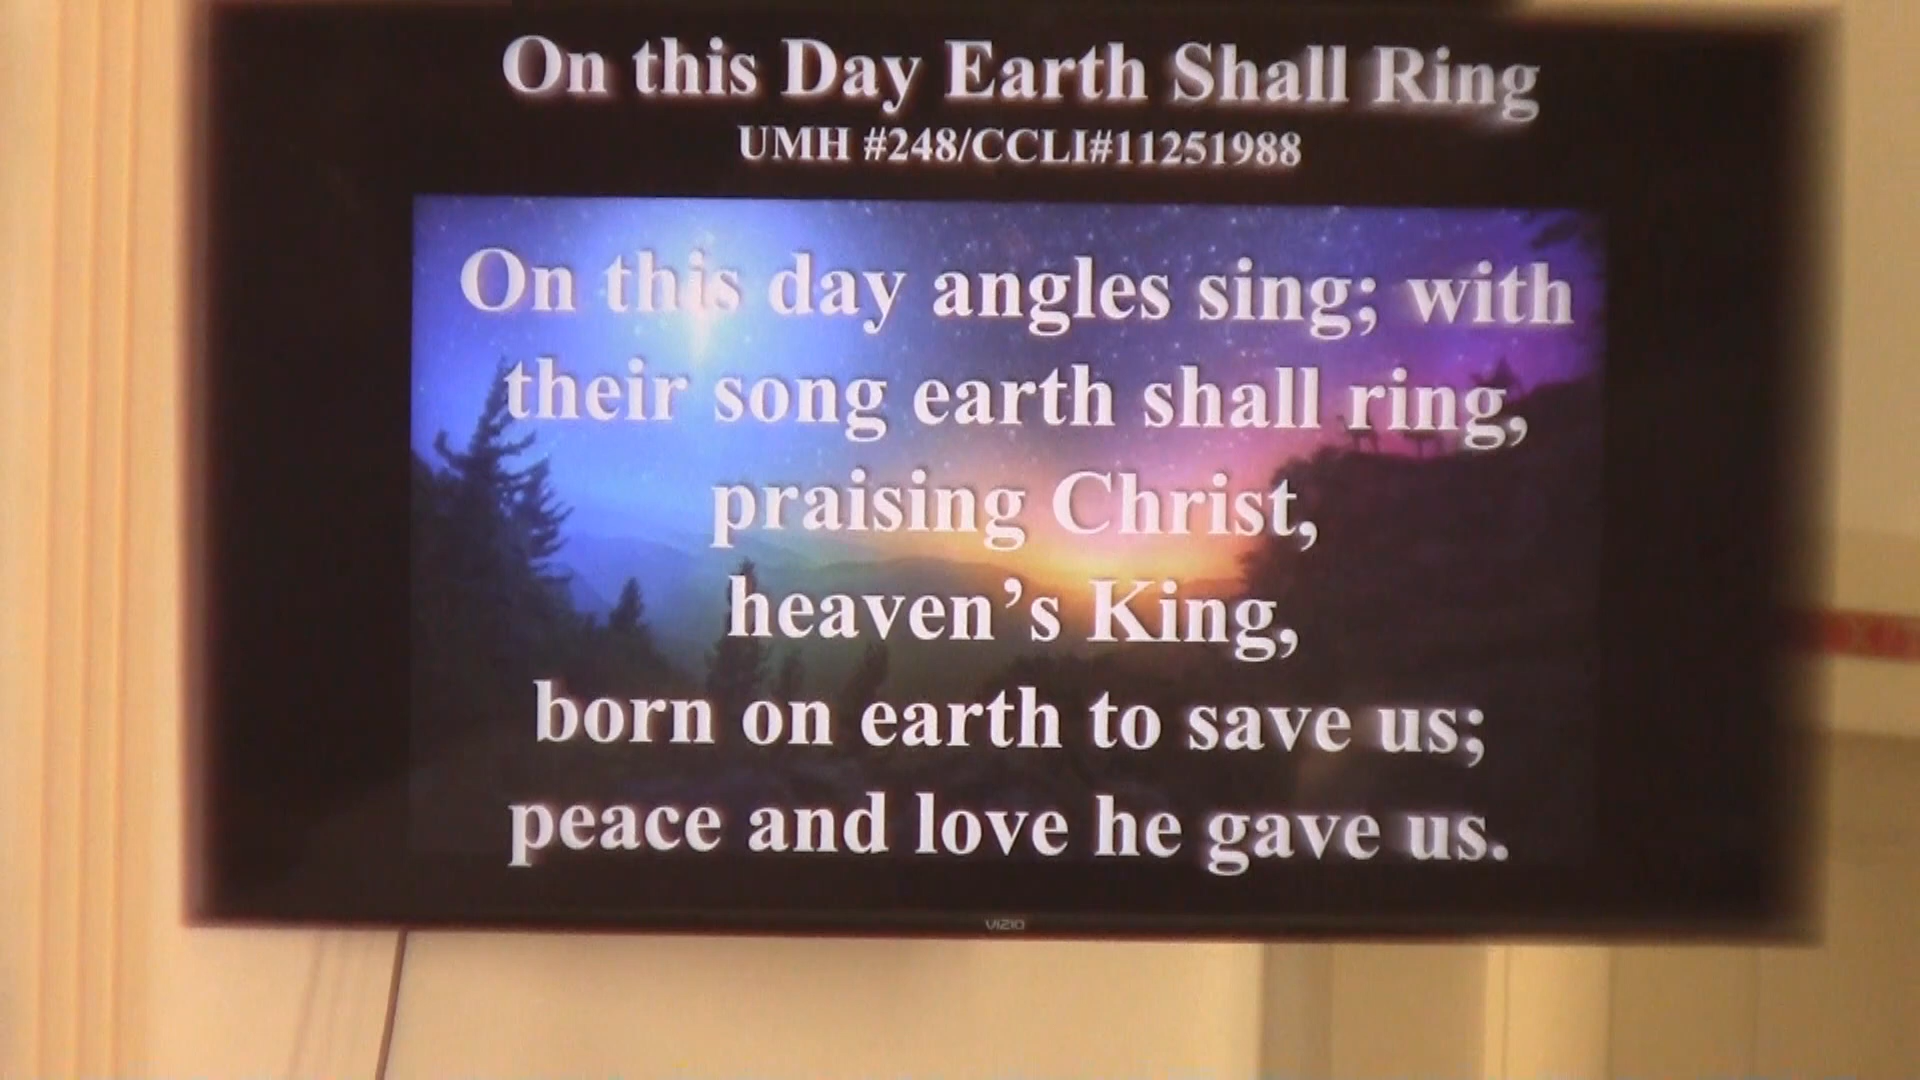 On this Day Earth Shall Ring
UMH #248/CCLI#11251988
On this day angles sing; with
their song earth shall ring,
praising Christ,
heaven's King,
born on earth to save us;
peace and love he gave us.
VIZIO